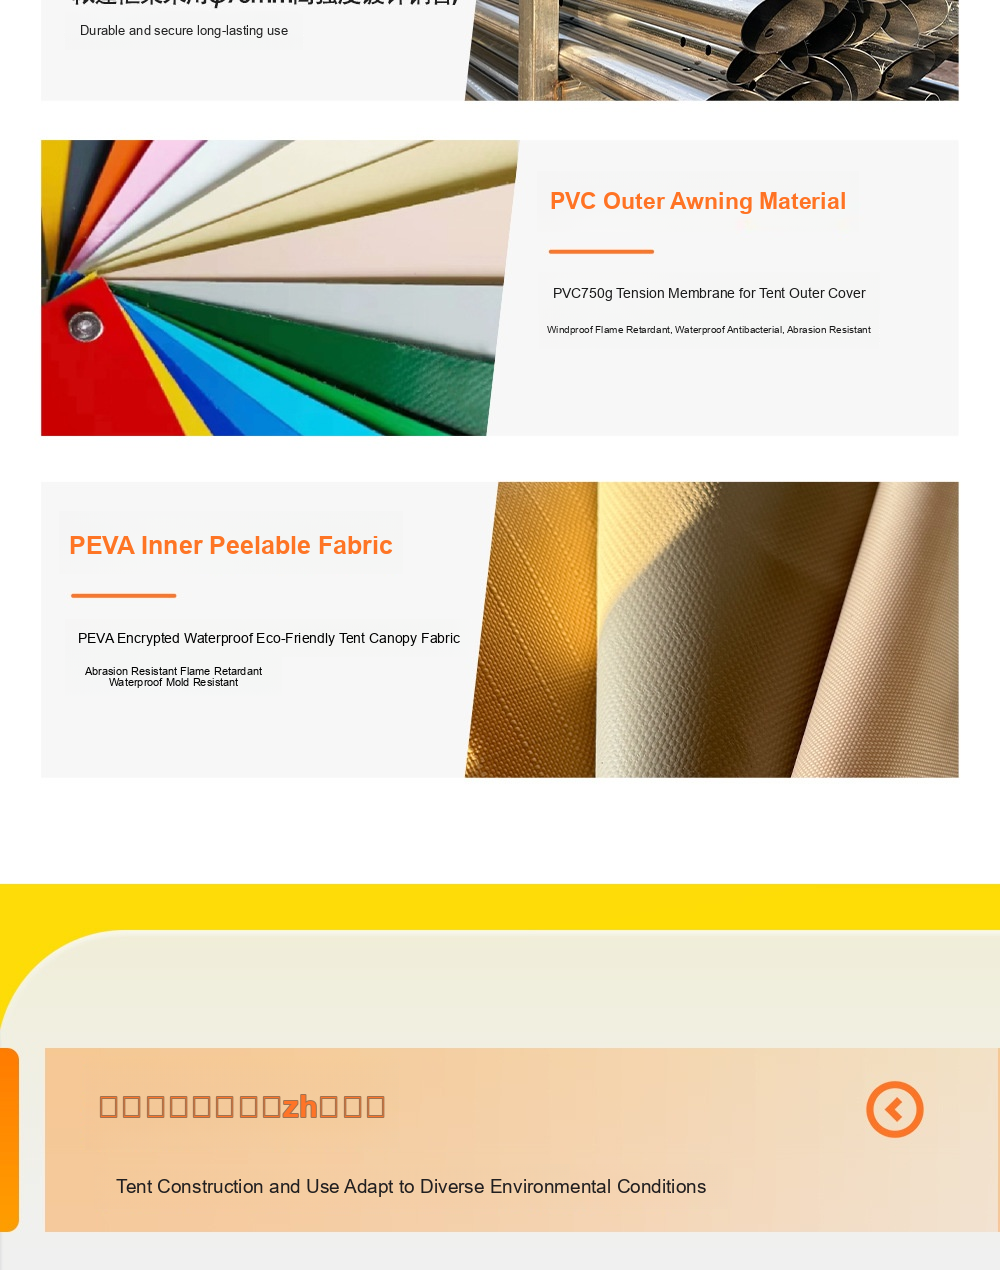 Durable and secure long-lasting use
PVC Outer Awning Material
PVC750g Tension Membrane for Tent Outer Cover
Windproof Flame Retardant, Waterproof Antibacterial, Abrasion Resistant
PEVA Inner Peelable Fabric
PEVA Encrypted Waterproof Eco-Friendly Tent Canopy Fabric
Abrasion Resistant Flame Retardant
Waterproof Mold Resistant
zh
Tent Construction and Use Adapt to Diverse Environmental Conditions